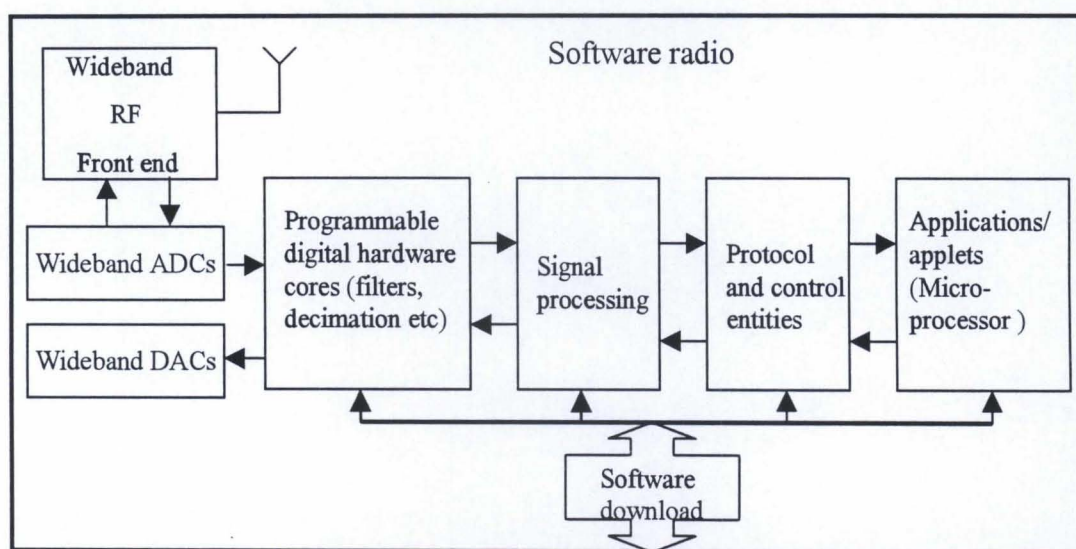 Software radio
Wideband
RF
Front end
Wideband ADCs
Wideband DACs
Programmable
digital hardware
cores (filters,
decimation etc)
Signal
processing
Protocol
and control
entities
Applications/
applets
(Micro-
processor )
Software
download